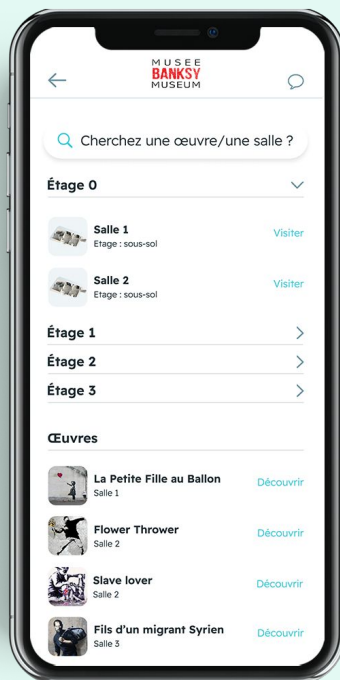 MUSEE
BANKSY
MUSEUM
Cherchez une œuvre/une salle ?
Étage 0
Salle 1
Etage : sous-sol
Visiter
Salle 2
Etage : sous-sol
Visiter
Étage 1
Étage 2
Étage 3
Œuvres
La Petite Fille au Ballon
Salle 1
Découvrir
Flower Thrower
Salle 2
Découvrir
Slave lover
Salle 2
Découvrir
Fils d’un migrant Syrien
Salle 3
Découvrir